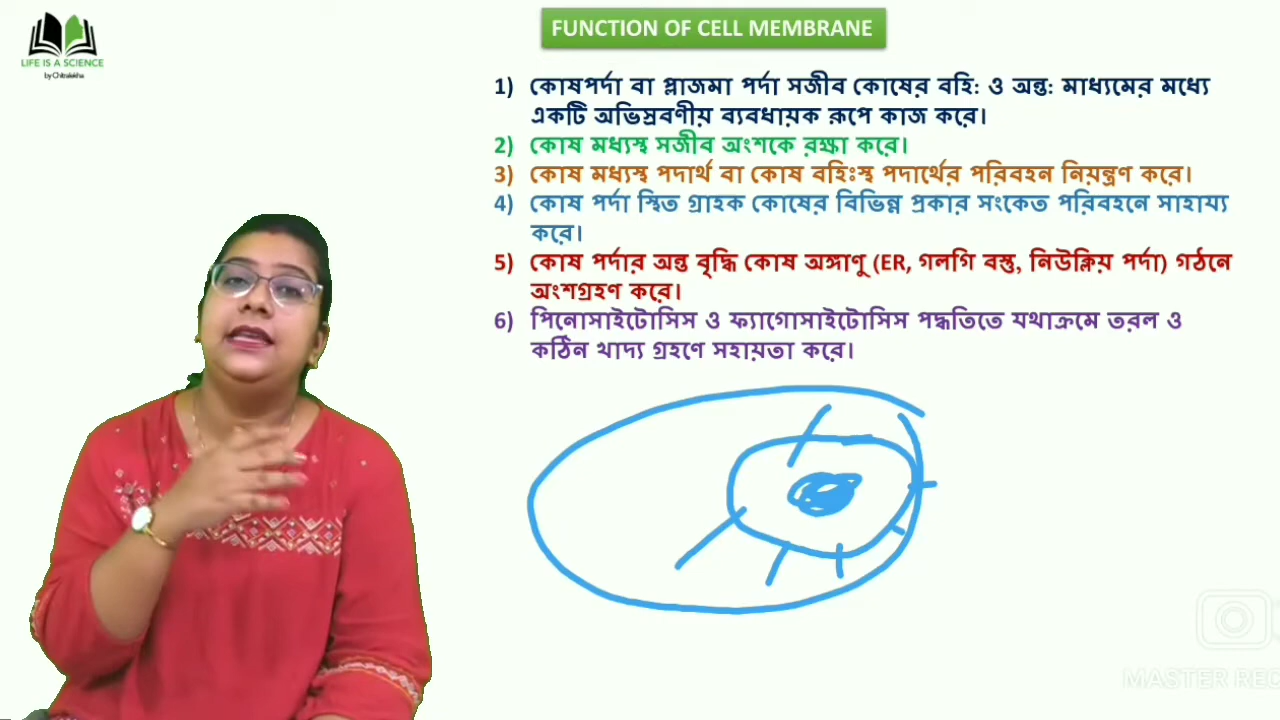 FUNCTION OF CELL MEMBRANE
LIFE IS A SCIENCE
by Chitralekha
1) কোষপর্দা বা প্লাজমা পর্দা সজীব কোষের বহি: ও অন্ত: মাধ্যমের মধ্যে
একটি অভিস্রবণীয় ব্যবধায়ক রূপে কাজ করে।
2) কোষ মধ্যস্থ সজীব অংশকে রক্ষা করে।
3) কোষ মধ্যস্থ পদার্থ বা কোষ বহিঃস্থ পদার্থের পরিবহন নিয়ন্ত্রণ করে।
4) কোষ পর্দা স্থিত গ্রাহক কোষের বিভিন্ন প্রকার সংকেত পরিবহনে সাহায্য
করে।
5) কোষ পর্দার অন্ত বৃদ্ধি কোষ অঙ্গাণু (ER, গলগি বস্তু, নিউক্লিয় পর্দা) গঠনে
অংশগ্রহণ করে।
6) পিনোসাইটোসিস ও ফ্যাগোসাইটোসিস পদ্ধতিতে যথাক্রমে তরল ও
কঠিন খাদ্য গ্রহণে সহায়তা করে।
MASTER REC